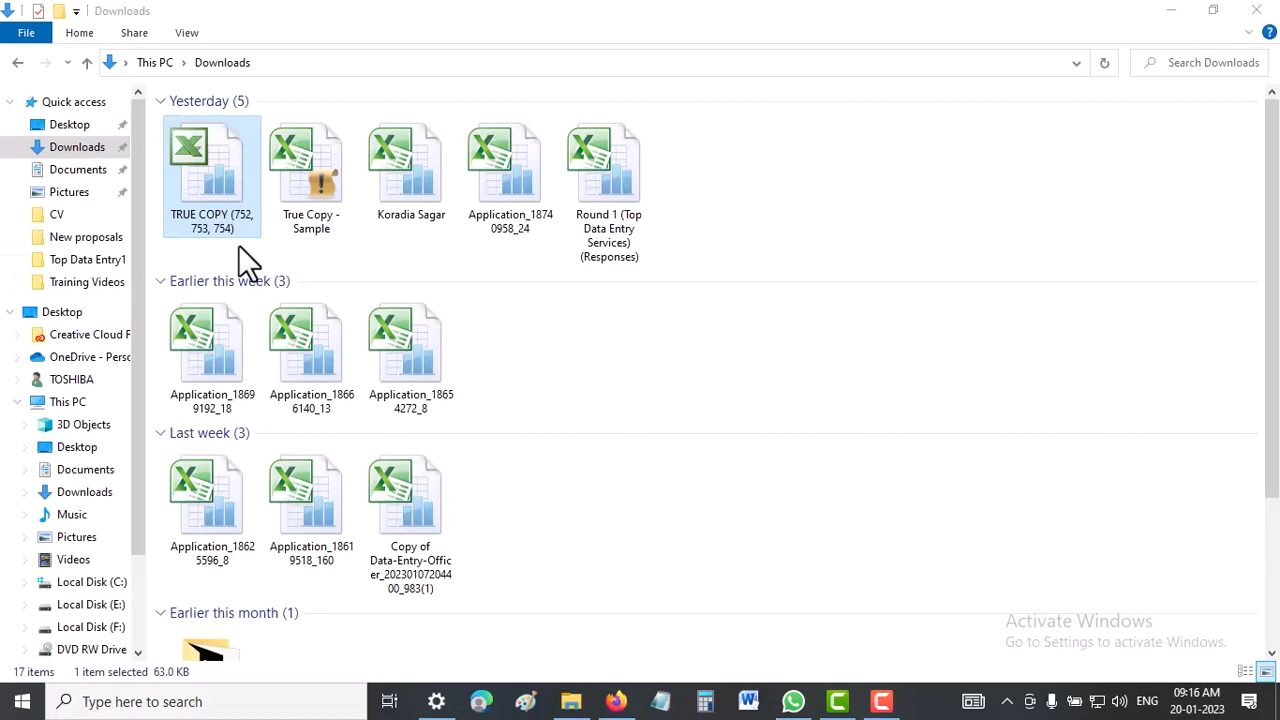 Downloads
File
Home
Share
View
This PC
Downloads
Search Downloads
Quick access
Desktop
Downloads
Documents
Pictures
CV
New proposals
Top Data Entry1
Training Videos
Desktop
Creative Cloud F
OneDrive - Perso
TOSHIBA
This PC
3D Objects
Desktop
Documents
Downloads
Music
Pictures
Videos
Local Disk (C:)
Local Disk (E:)
Local Disk (F:)
DVD RW Drive
Yesterday (5)
TRUE COPY (752,
753, 754)
True Copy -
Sample
Koradia Sagar
Application_1874
0958_24
Round 1 (Top
Data Entry
Services)
(Responses)
Earlier this week (3)
Application_1869
9192_18
Application_1866
6140_13
Application_1865
4272_8
Last week (3)
Application_1862
5596_8
Application_1861
9518_160
Copy of
Data-Entry-Offic
er_202301072044
00_983(1)
Earlier this month (1)
Activate Windows
Go to Settings to activate Windows.
17 items
1 item selected 63.0 KB
Type here to search
ENG
09:16 AM
20-01-2023